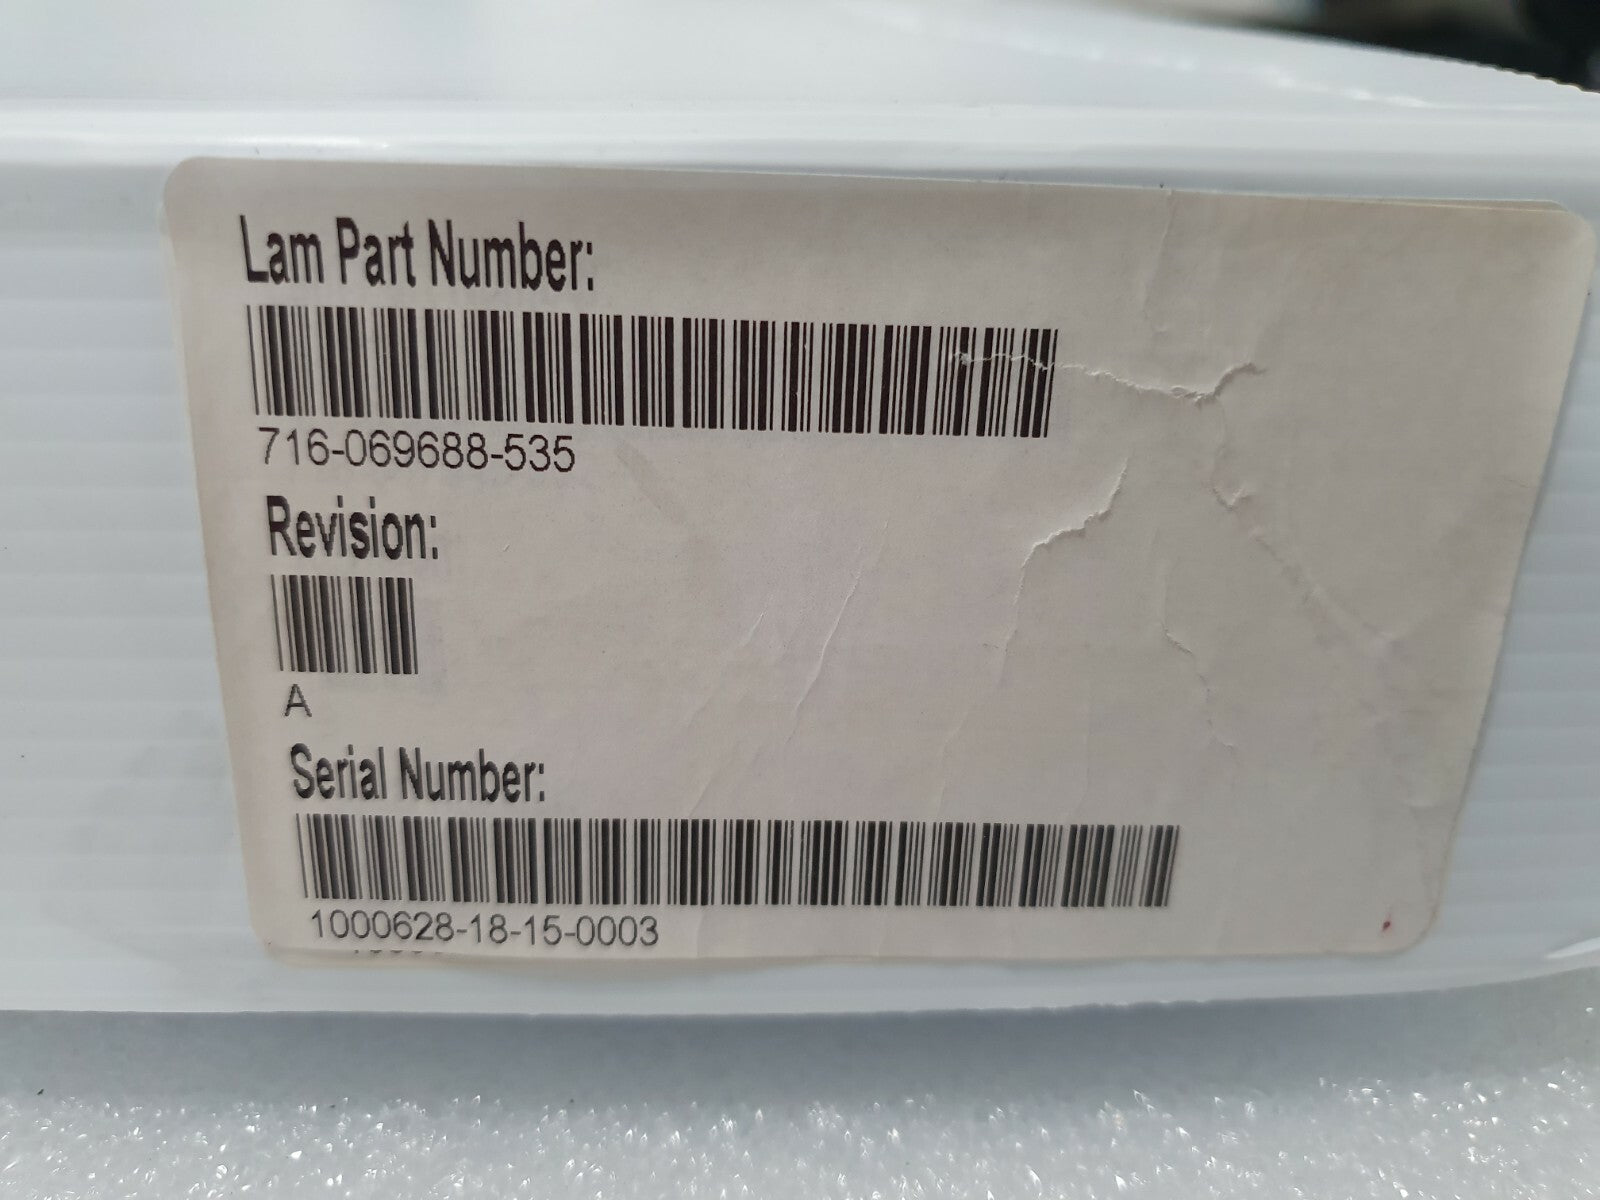 Lam Part Number:
716-069688-535
Revision:
A
Serial Number:
1000628-18-15-0003